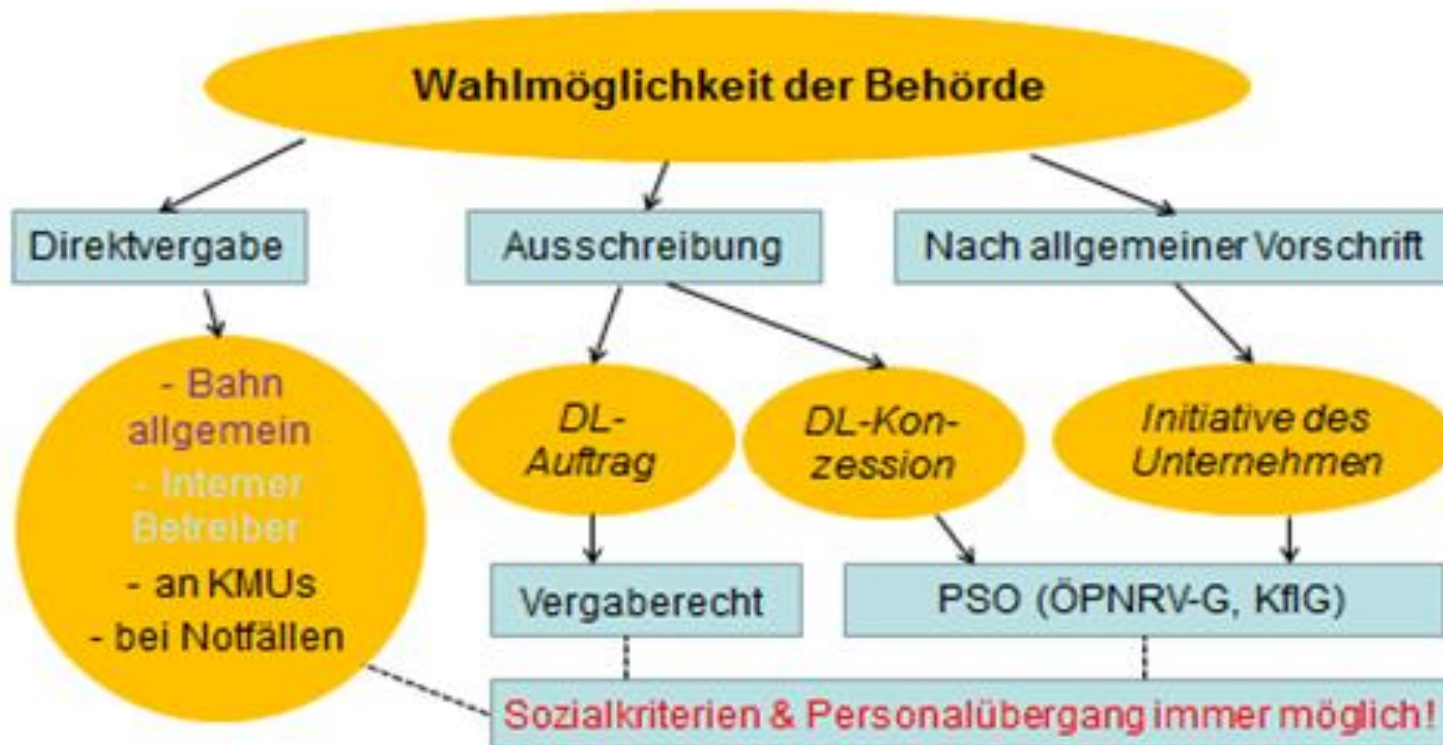 Wahlmöglichkeit der Behörde
Direktvergabe
Ausschreibung
Nach allgemeiner Vorschrift
- Bahn
allgemein
- Interner
Betreiber
- an KMUs
- bei Notfällen
DL-
Auftrag
DL-Kon-
zession
Initiative des
Unternehmen
Vergaberecht
PSO (ÖPNRV-G, KflG)
Sozialkriterien & Personalübergang immer möglich!